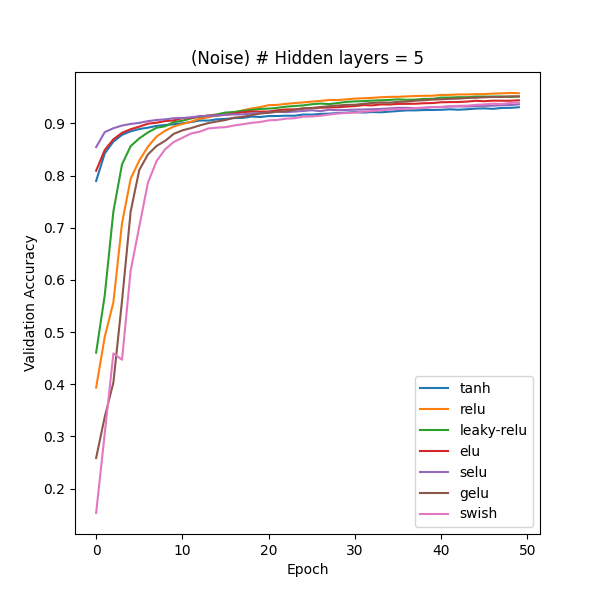 (Noise) # Hidden layers = 5
Validation Accuracy
0.9
0.8
0.7
0.6
0.5
0.4
0.3
0.2
0 10 20 30 40 50
Epoch
tanh
relu
leaky-relu
elu
selu
gelu
swish